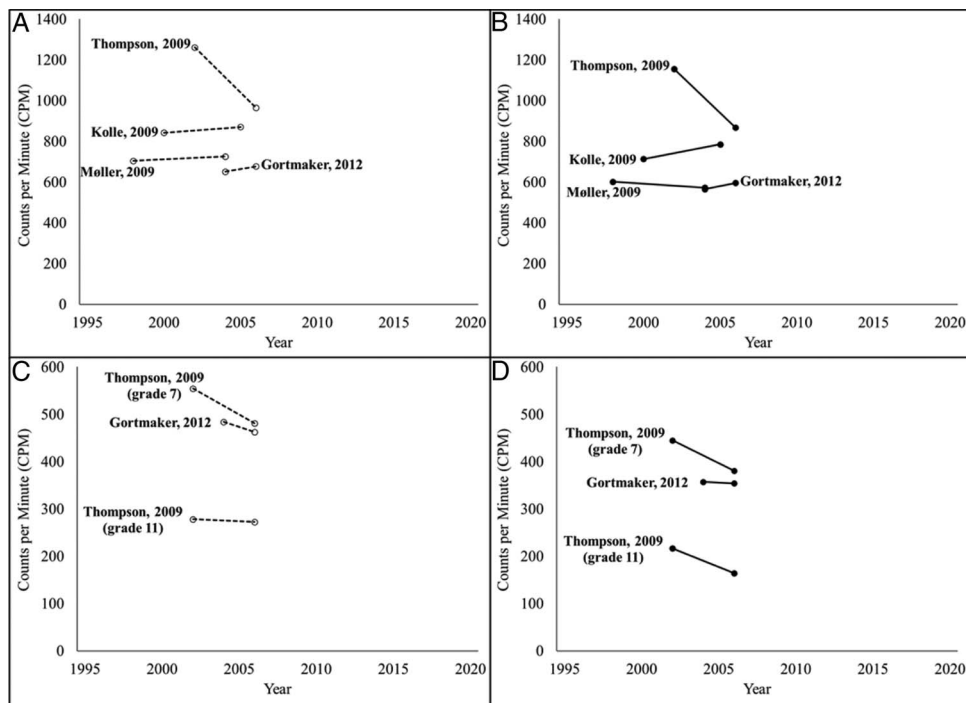 A
1400
1200
1000
800
600
400
200
0
Counts per Minute (CPM)
Thompson, 2009
Kolle, 2009
Møller, 2009
Gortmaker, 2012
1995 2000 2005 2010 2015 2020
Year
B
1400
1200
1000
800
600
400
200
0
Counts per Minute (CPM)
Thompson, 2009
Kolle, 2009
Møller, 2009
Gortmaker, 2012
1995 2000 2005 2010 2015 2020
Year
C
600
500
400
300
200
100
0
Counts per Minute (CPM)
Thompson, 2009
(grade 7)
Gortmaker, 2012
Thompson, 2009
(grade 11)
1995 2000 2005 2010 2015 2020
Year
D
600
500
400
300
200
100
0
Counts per Minute (CPM)
Thompson, 2009
(grade 7)
Gortmaker, 2012
Thompson, 2009
(grade 11)
1995 2000 2005 2010 2015 2020
Year